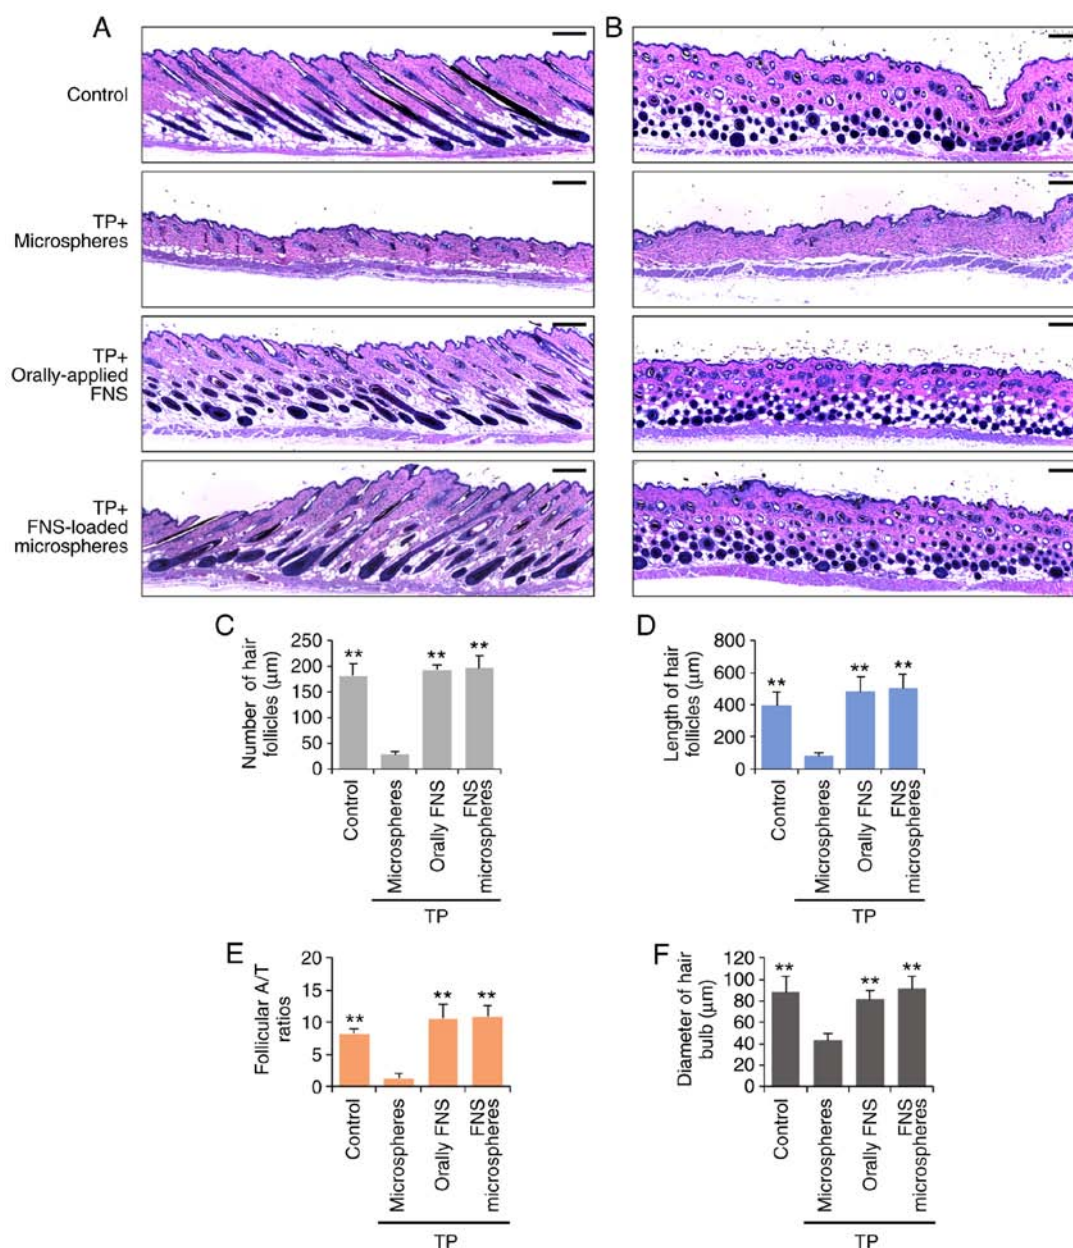 A
B
Control
TP+
Microspheres
TP+
Orally-applied
FNS
TP+
FNS-loaded
microspheres
C
Number of hair
follicles (μm)
250
200
150
100
50
0
**
**
**
Control
Microspheres
Orally FNS
FNS
microspheres
TP
D
Length of hair
follicles (μm)
800
600
400
200
0
**
**
**
Control
Microspheres
Orally FNS
FNS
microspheres
TP
E
Follicular A/T
ratios
20
15
10
5
0
**
**
**
Control
Microspheres
Orally FNS
FNS
microspheres
TP
F
Diameter of hair
bulb (μm)
120
100
80
60
40
20
0
**
**
**
Control
Microspheres
Orally FNS
FNS
microspheres
TP